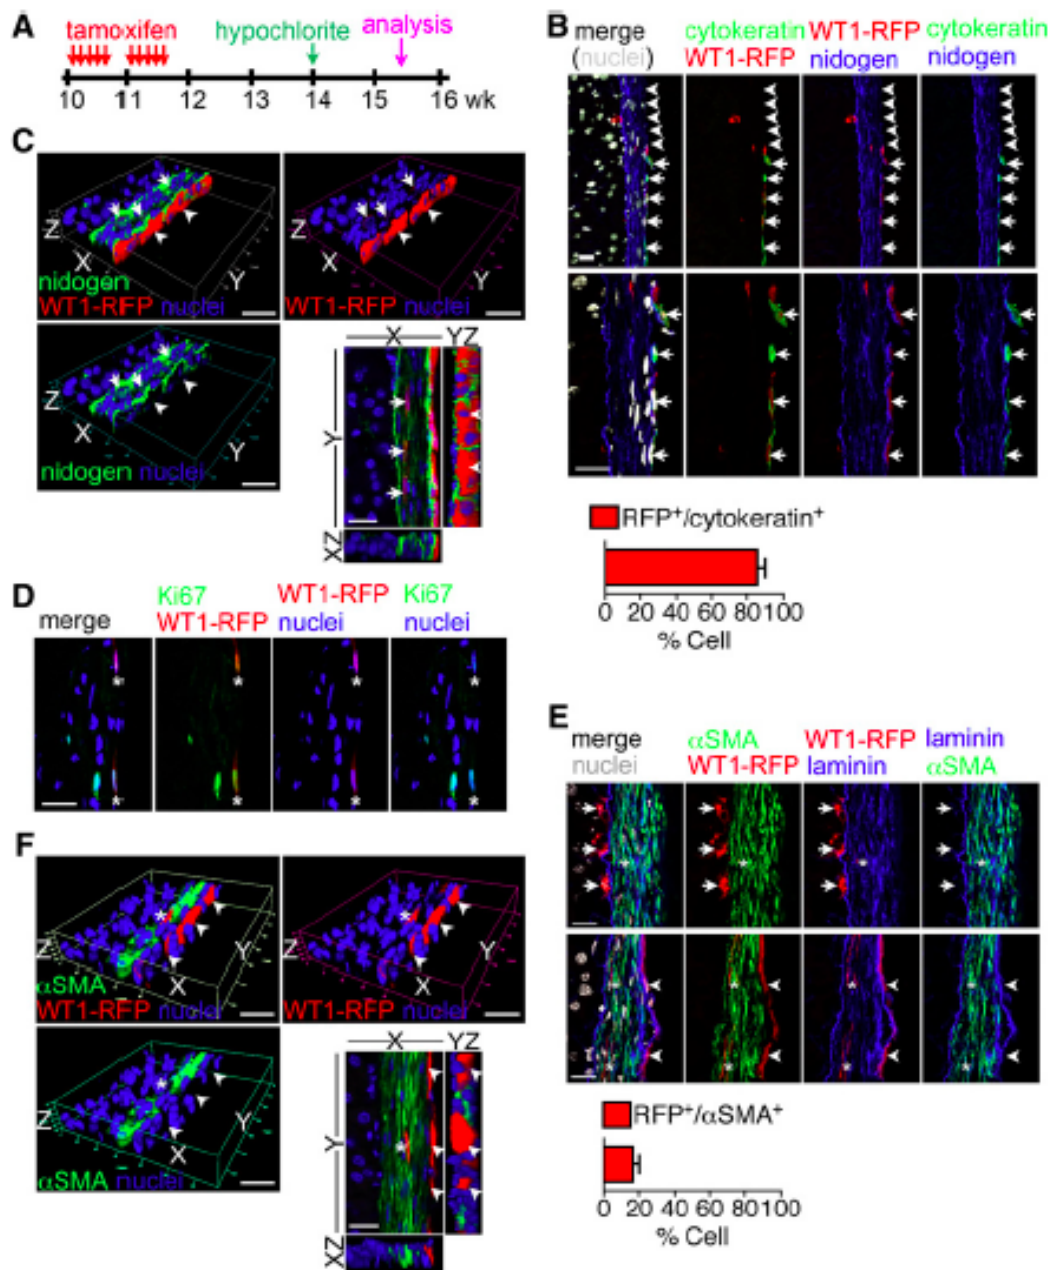 A
tamoxifen hypochlorite analysis
10 11 12 13 14 15 16 wk
B
merge cytokeratin WT1-RFP cytokeratin
(nuclei) WT1-RFP nidogen nidogen
RFP+/cytokeratin+
0 20 40 60 80 100
% Cell
C
Z
X
Y
nidogen
WT1-RFP nuclei
Z
X
Y
WT1-RFP nuclei
Z
X
Y
nidogen nuclei
X YZ
Y
XZ
D
Ki67 WT1-RFP Ki67
merge WT1-RFP nuclei nuclei
* * * *
* * * *
E
merge αSMA WT1-RFP laminin
nuclei WT1-RFP laminin αSMA
* * * *
* * * *
* * * *
RFP+/αSMA+
0 20 40 60 80 100
% Cell
F
*
Z
X
Y
αSMA
WT1-RFP nuclei
*
Z
X
Y
WT1-RFP nuclei
*
Z
X
Y
αSMA nuclei
X YZ
Y
*
XZ